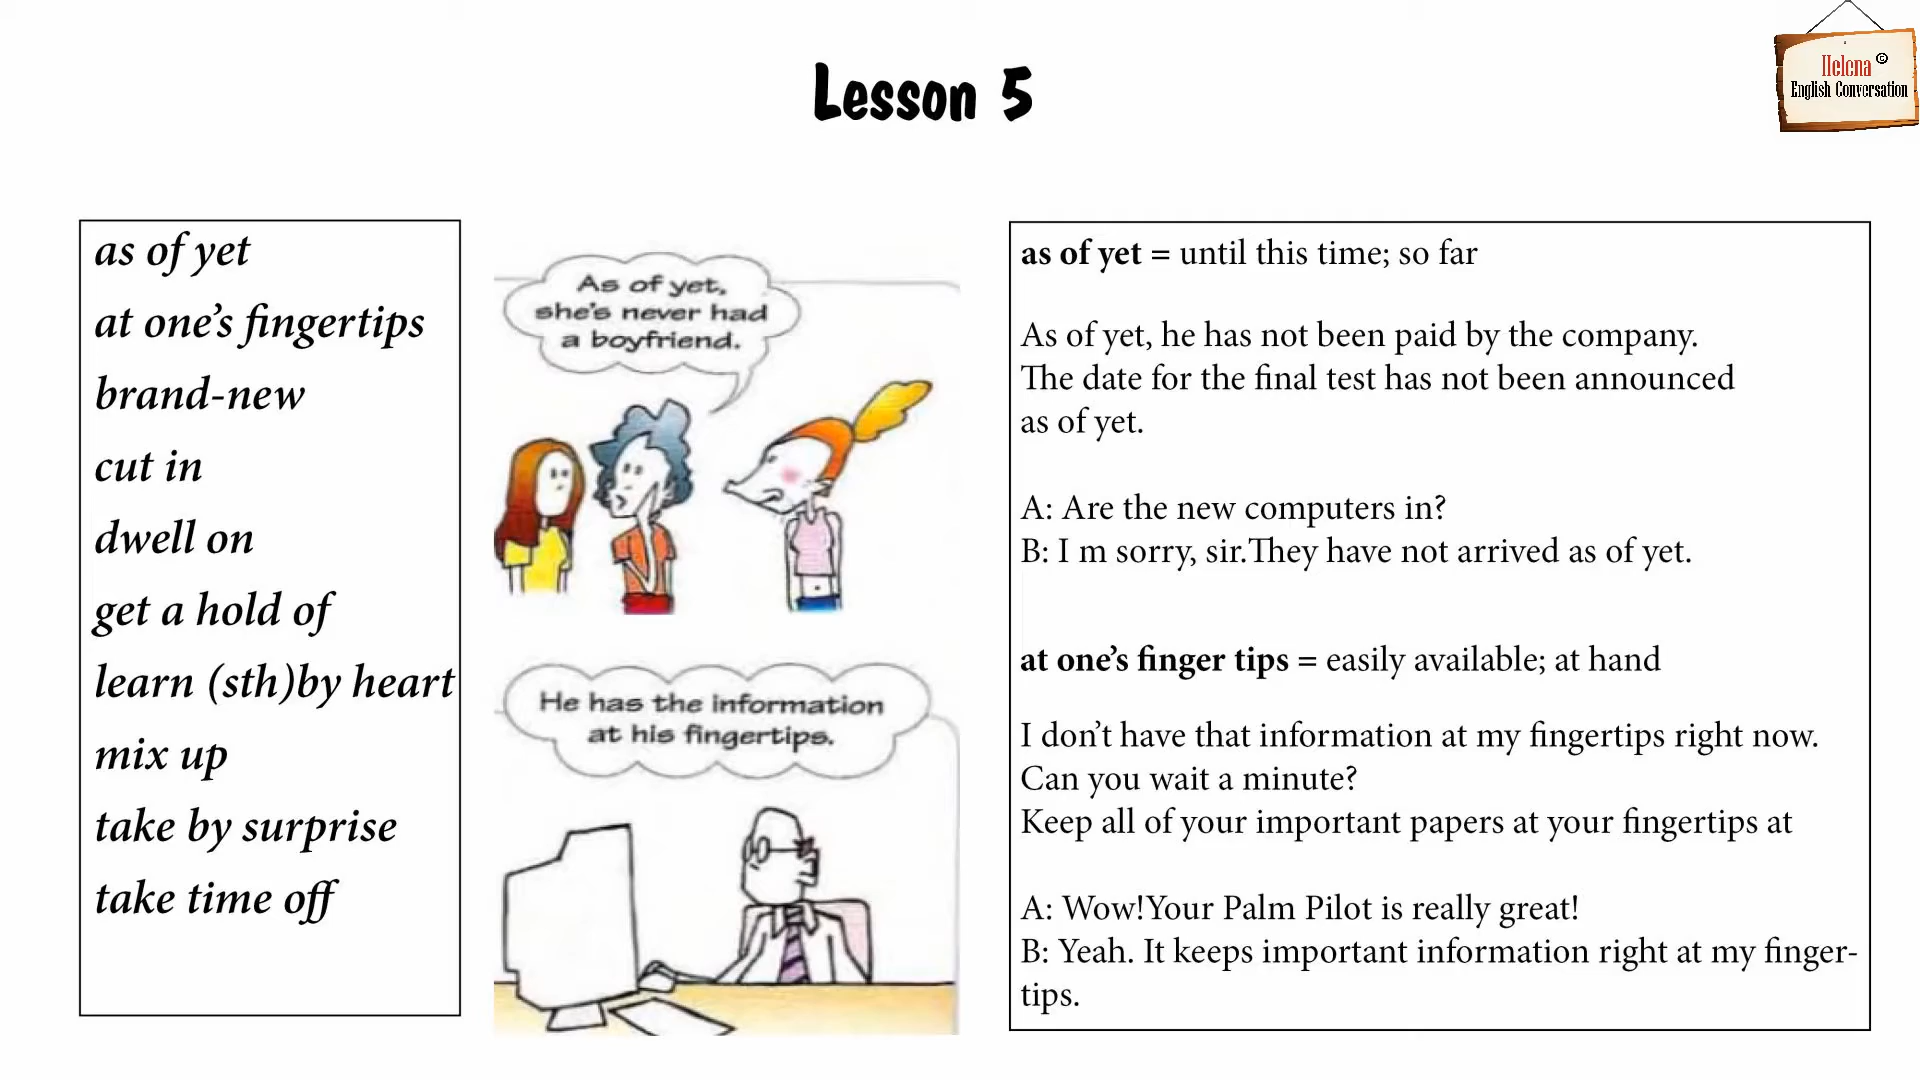 Lesson 5
Helena ©
English Conversation
as of yet
at one's fingertips
brand-new
cut in
dwell on
get a hold of
learn (sth)by heart
mix up
take by surprise
take time off
As of yet,
she's never had
a boyfriend.
He has the information
at his fingertips.
as of yet = until this time; so far
As of yet, he has not been paid by the company.
The date for the final test has not been announced
as of yet.
A: Are the new computers in?
B: I m sorry, sir.They have not arrived as of yet.
at one's finger tips = easily available; at hand
I don't have that information at my fingertips right now.
Can you wait a minute?
Keep all of your important papers at your fingertips at
A: Wow!Your Palm Pilot is really great!
B: Yeah. It keeps important information right at my finger-
tips.